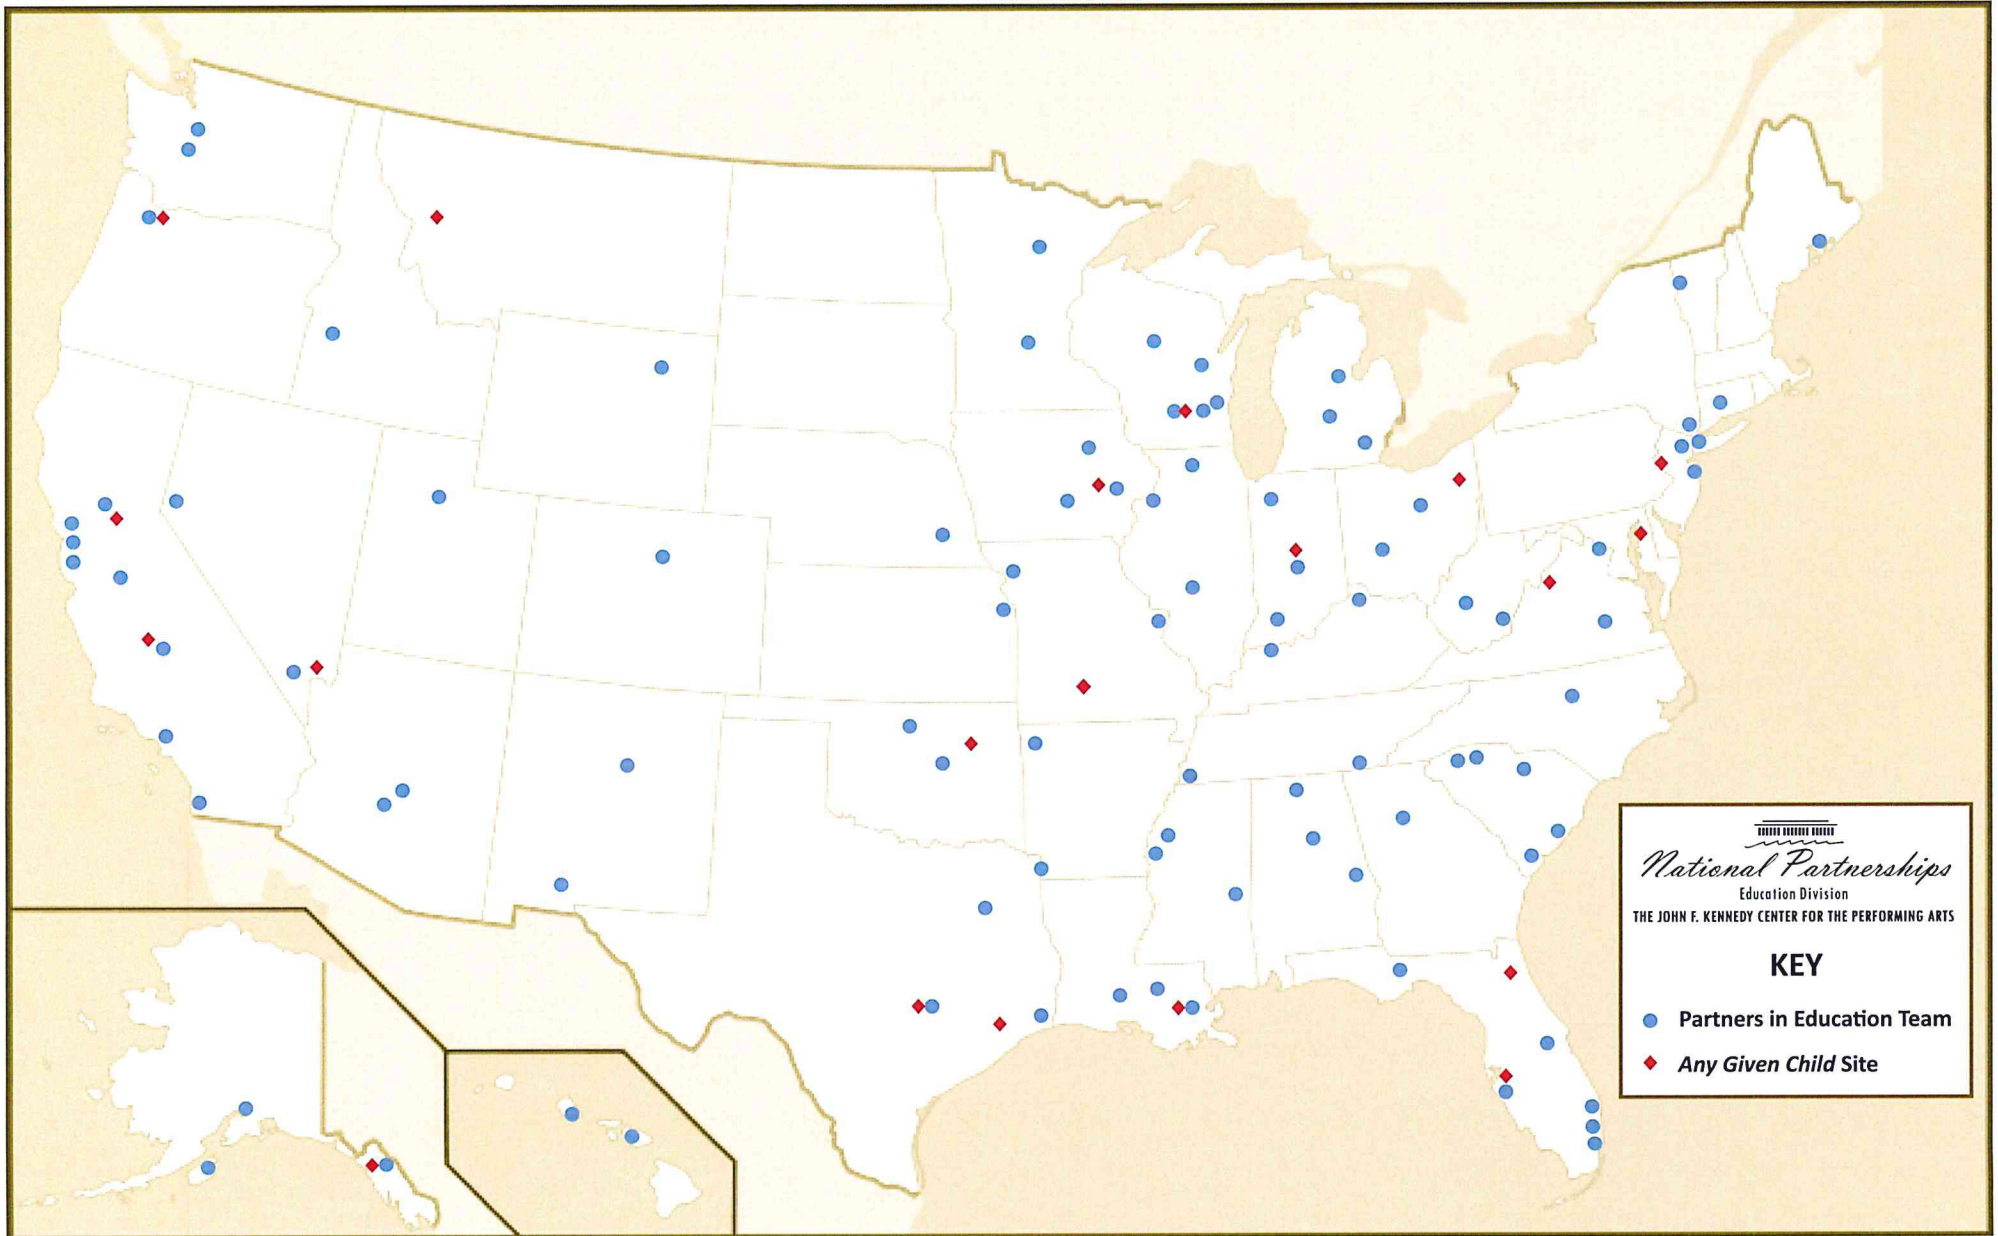 National Partnerships
Education Division
THE JOHN F. KENNEDY CENTER FOR THE PERFORMING ARTS
KEY
Partners in Education Team
Any Given Child Site